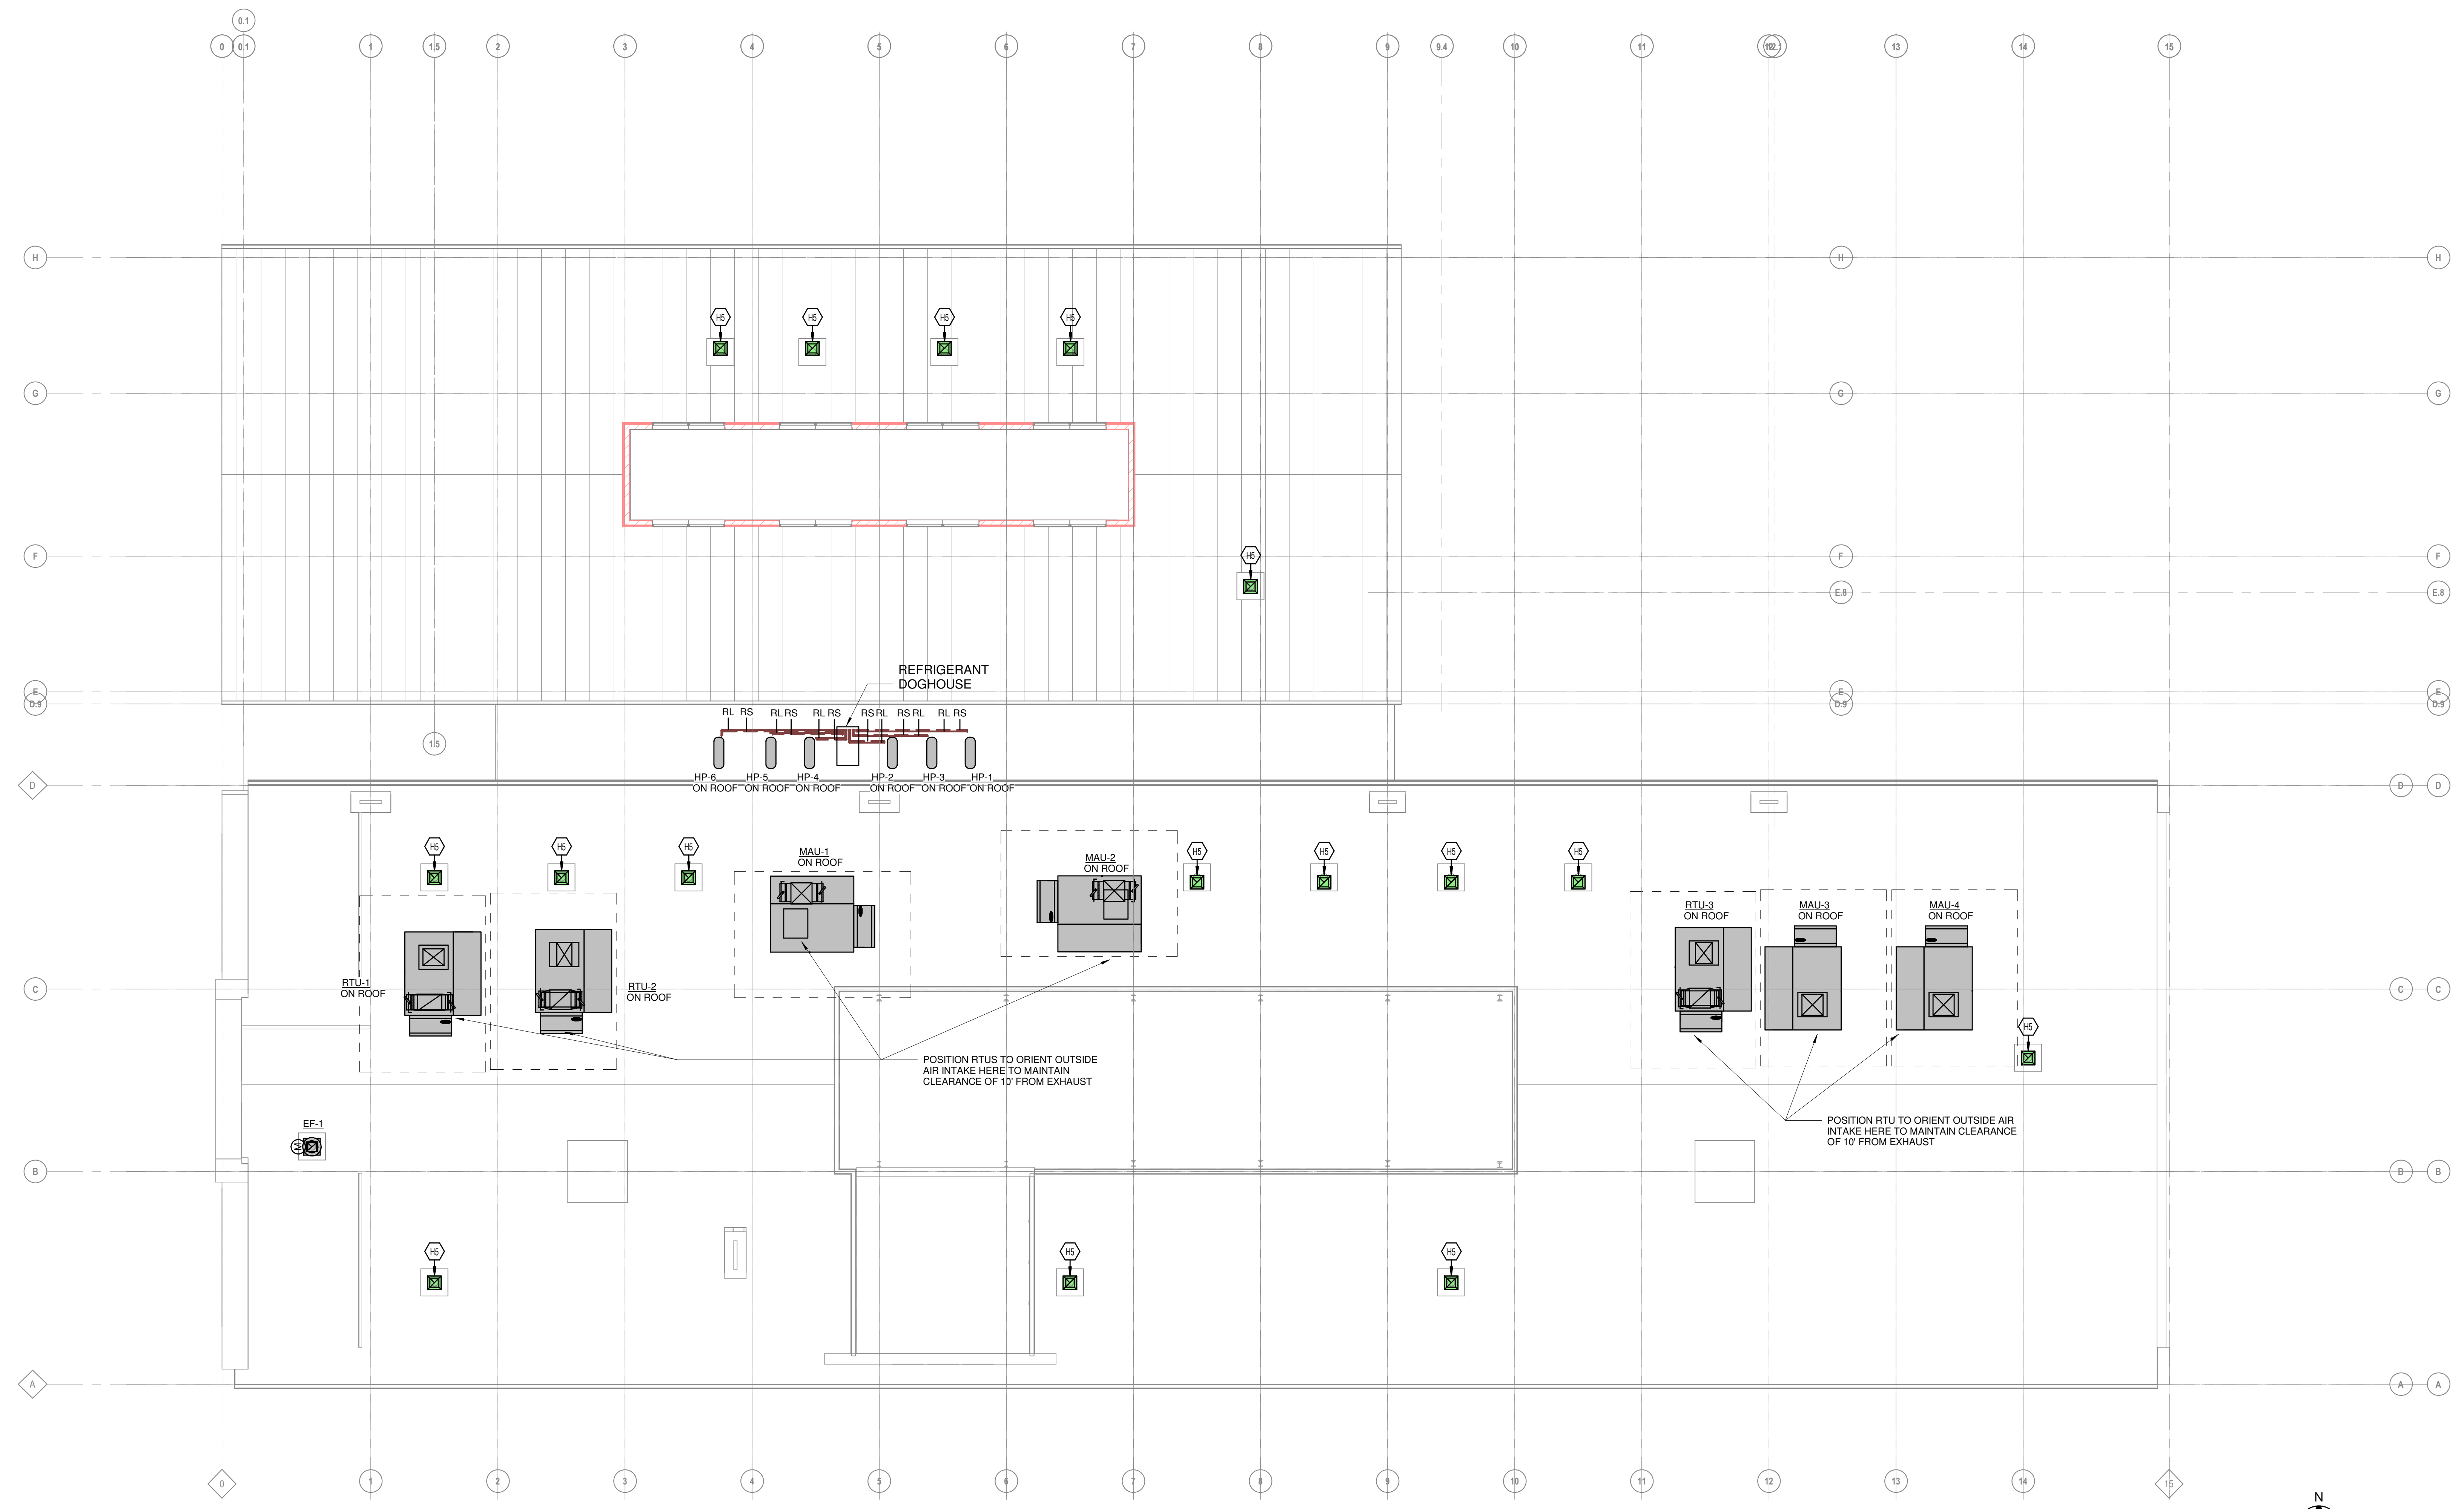 0.1
0 0.1 1 1.5 2 3 4 5 6 7 8 9 9.4 10 11 12 12.1 13 14 15
H H H
H5 H5 H5 H5
G G G
F F F
H5
E.8 E.8
REFRIGERANT
DOGHOUSE
E E E
D.9 D.9 D.9
RL RS RL RS RL RS RS RL RS RL RL RS
1.5
HP-6 HP-5 HP-4 HP-2 HP-3 HP-1
ON ROOF ON ROOF ON ROOF ON ROOF ON ROOF ON ROOF
D D D
H5 H5 H5 H5 H5 H5 H5
MAU-1
ON ROOF
MAU-2
ON ROOF
RTU-3
ON ROOF
MAU-3
ON ROOF
MAU-4
ON ROOF
RTU-1
ON ROOF
RTU-2
ON ROOF
C C C
H5
POSITION RTUS TO ORIENT OUTSIDE
AIR INTAKE HERE TO MAINTAIN
CLEARANCE OF 10' FROM EXHAUST
EF-1
M
POSITION RTU TO ORIENT OUTSIDE AIR
INTAKE HERE TO MAINTAIN CLEARANCE
OF 10' FROM EXHAUST
B B B
H5 H5 H5
A A A
0 1 2 3 4 5 6 7 8 9 10 11 12 13 14 15
N